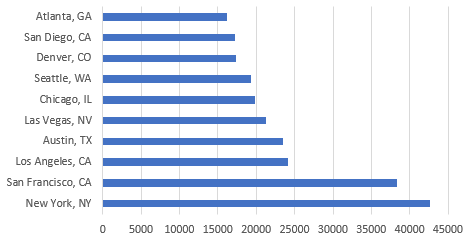 Atlanta, GA
San Diego, CA
Denver, CO
Seattle, WA
Chicago, IL
Las Vegas, NV
Austin, TX
Los Angeles, CA
San Francisco, CA
New York, NY
0 5000 10000 15000 20000 25000 30000 35000 40000 45000